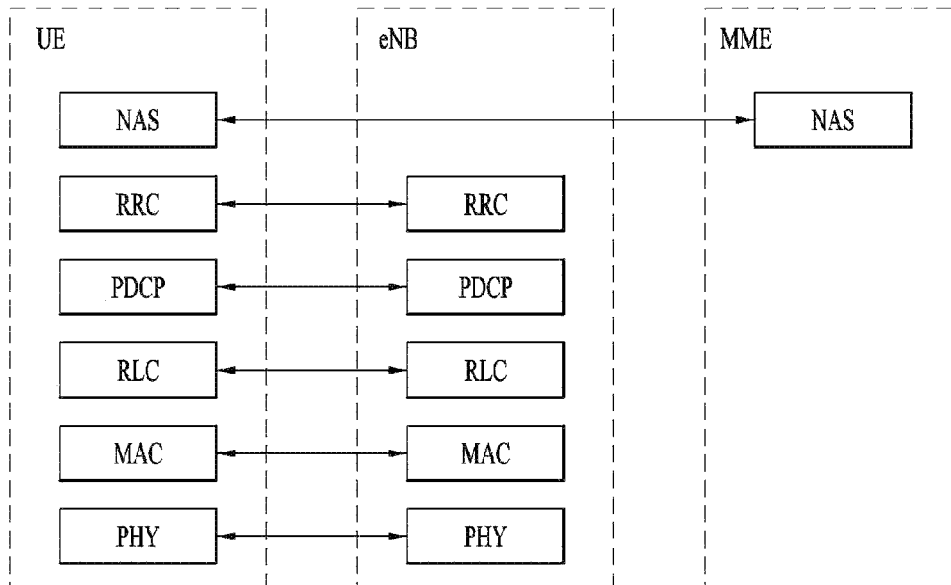 UE eNB MME
NAS NAS
RRC RRC
PDCP PDCP
RLC RLC
MAC MAC
PHY PHY